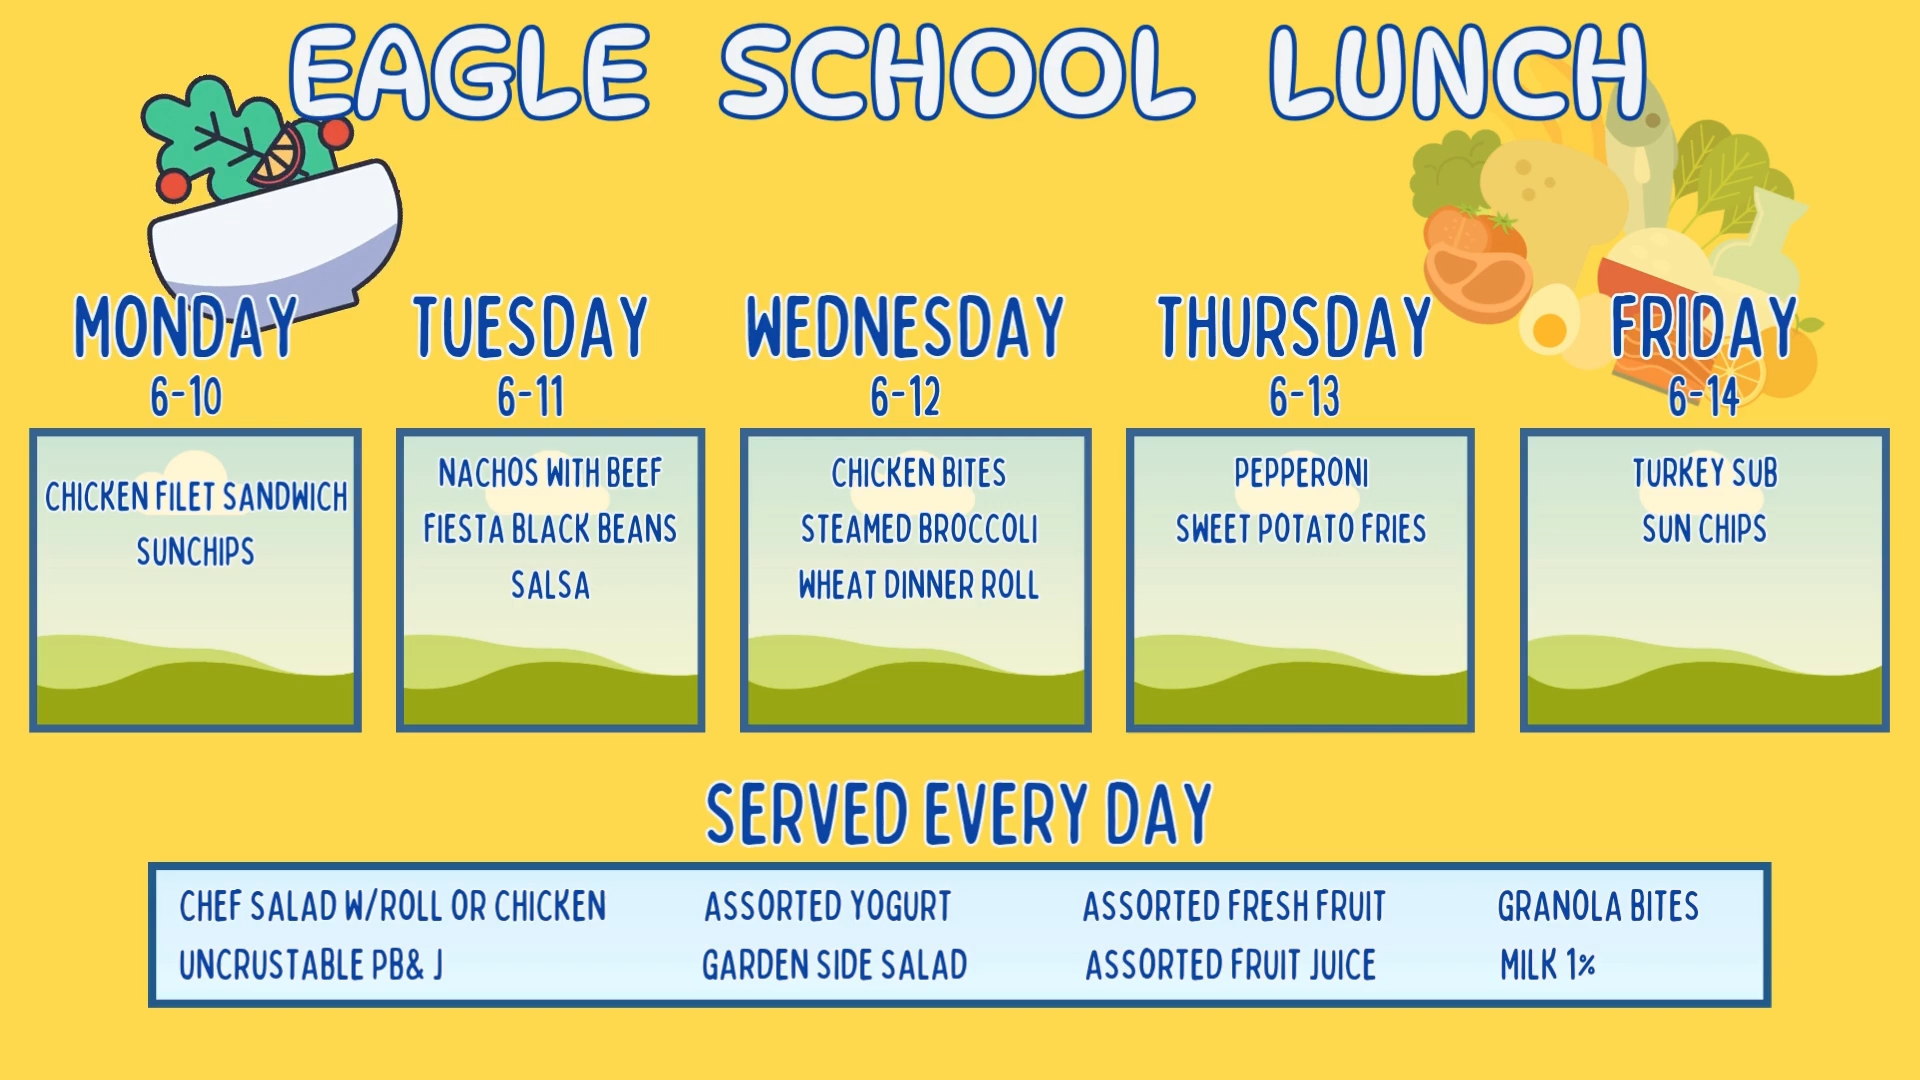 EAGLE SCHOOL LUNCH
MONDAY
6-10
CHICKEN FILET SANDWICH
SUNCHIPS
TUESDAY
6-11
NACHOS WITH BEEF
FIESTA BLACK BEANS
SALSA
WEDNESDAY
6-12
CHICKEN BITES
STEAMED BROCCOLI
WHEAT DINNER ROLL
THURSDAY
6-13
PEPPERONI
SWEET POTATO FRIES
FRIDAY
6-14
TURKEY SUB
SUN CHIPS
SERVED EVERY DAY
CHEF SALAD W/ROLL OR CHICKEN
UNCRUSTABLE PB& J
ASSORTED YOGURT
GARDEN SIDE SALAD
ASSORTED FRESH FRUIT
ASSORTED FRUIT JUICE
GRANOLA BITES
MILK 1%